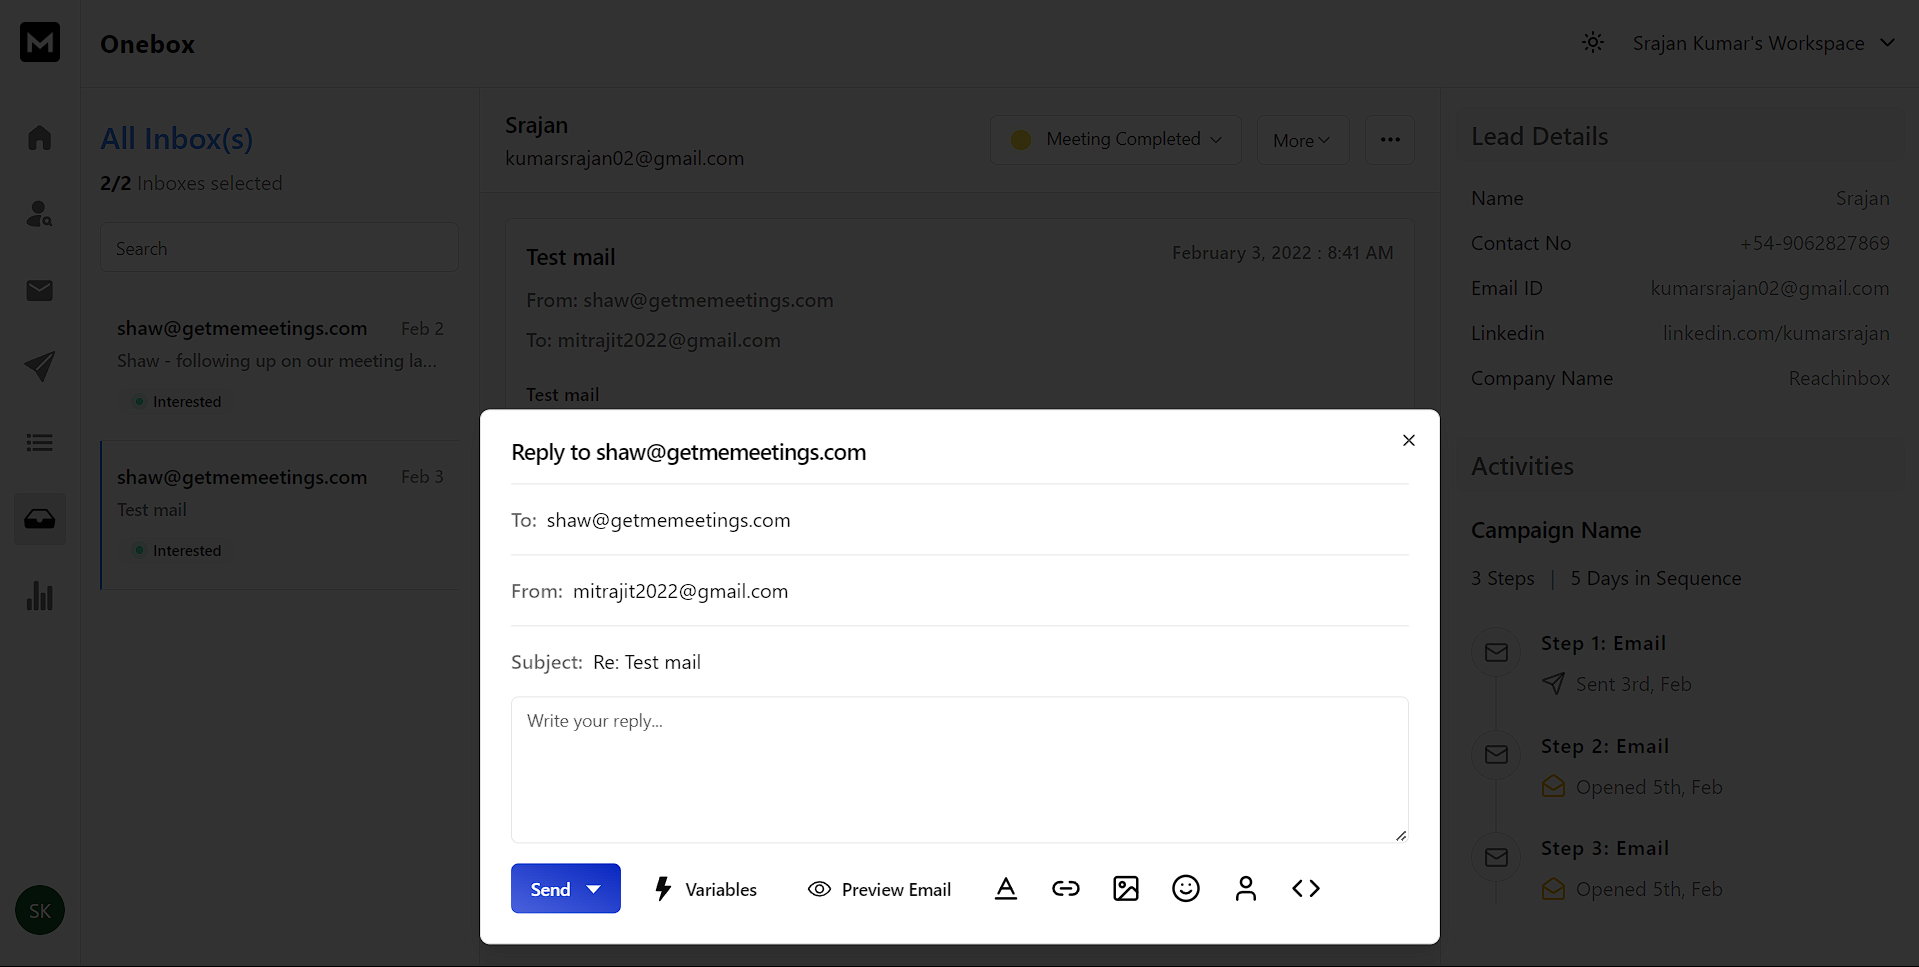 M
Onebox
Srajan Kumar's Workspace
All Inbox(s)
2/2 Inboxes selected
Search
shaw@getmemeetings.com Feb 2
Shaw - following up on our meeting la...
Interested
shaw@getmemeetings.com Feb 3
Test mail
Interested
SK
Srajan
kumarsrajan02@gmail.com
Meeting Completed
More
Test mail
February 3, 2022 : 8:41 AM
From: shaw@getmemeetings.com
To: mitrajit2022@gmail.com
Test mail
Reply to shaw@getmemeetings.com
To: shaw@getmemeetings.com
From: mitrajit2022@gmail.com
Subject: Re: Test mail
Write your reply...
Send
Variables
Preview Email
Lead Details
Name Srajan
Contact No +54-9062827869
Email ID kumarsrajan02@gmail.com
Linkedin linkedin.com/kumarsrajan
Company Name Reachinbox
Activities
Campaign Name
3 Steps | 5 Days in Sequence
Step 1: Email
Sent 3rd, Feb
Step 2: Email
Opened 5th, Feb
Step 3: Email
Opened 5th, Feb